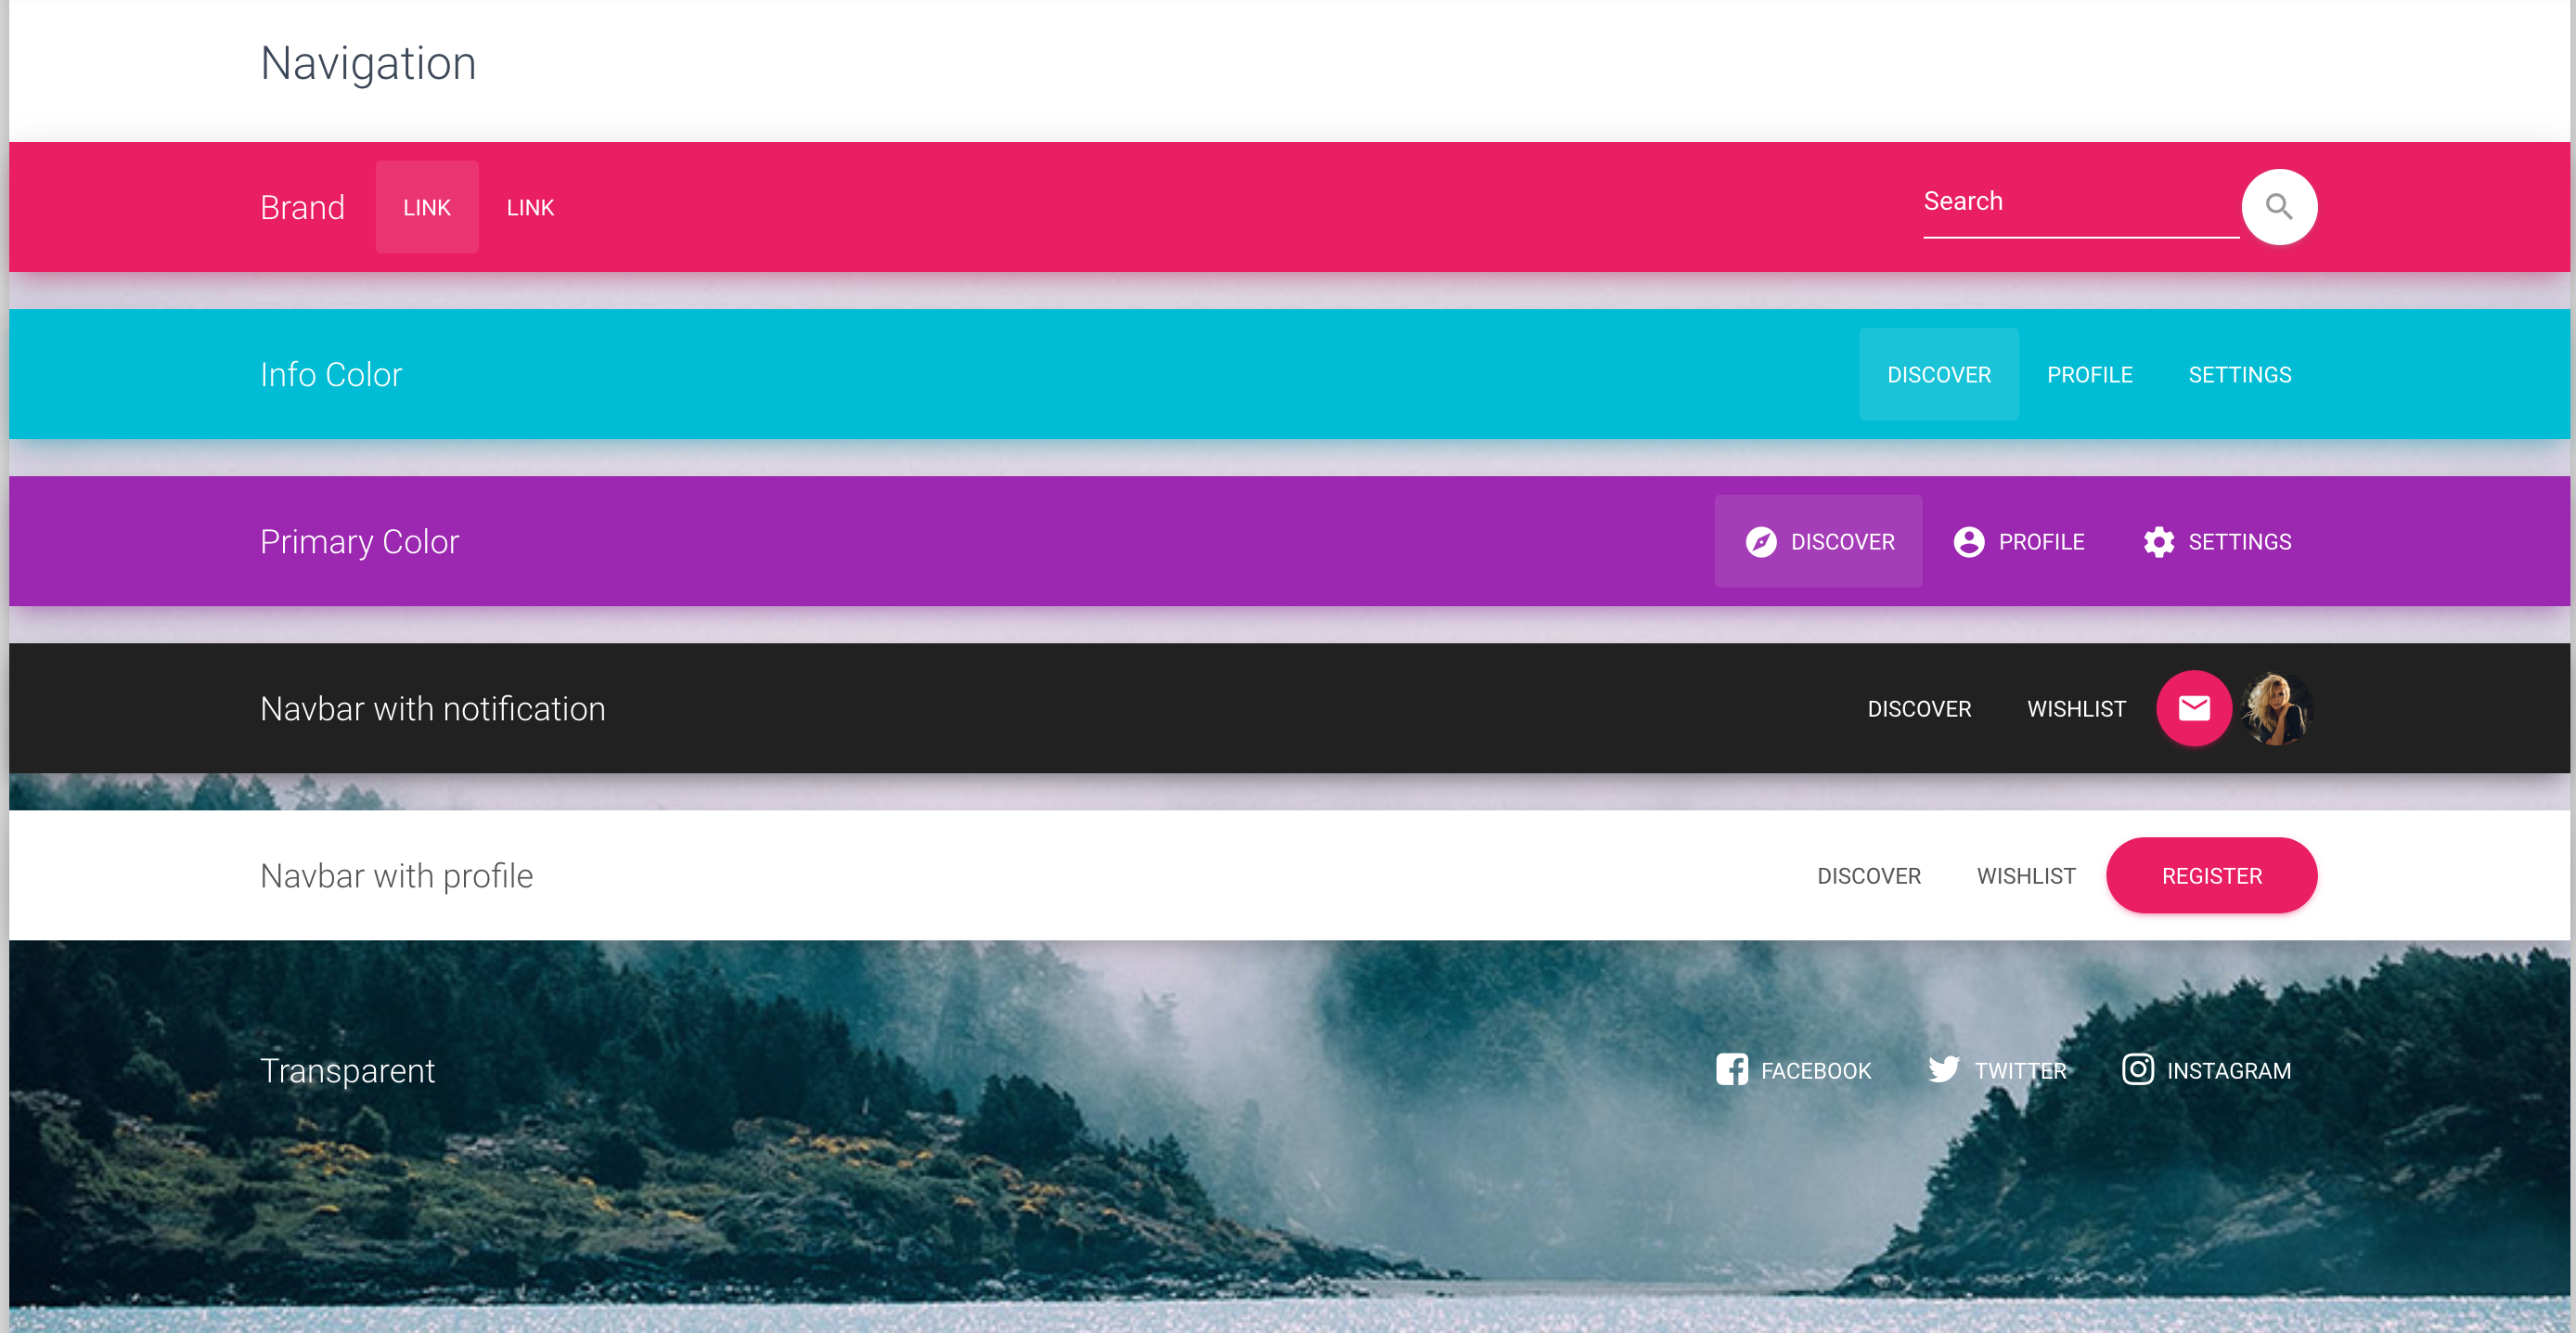 Navigation
Brand LINK LINK Search
Info Color DISCOVER PROFILE SETTINGS
Primary Color DISCOVER PROFILE SETTINGS
Navbar with notification DISCOVER WISHLIST
Navbar with profile DISCOVER WISHLIST REGISTER
Transparent FACEBOOK TWITTER INSTAGRAM